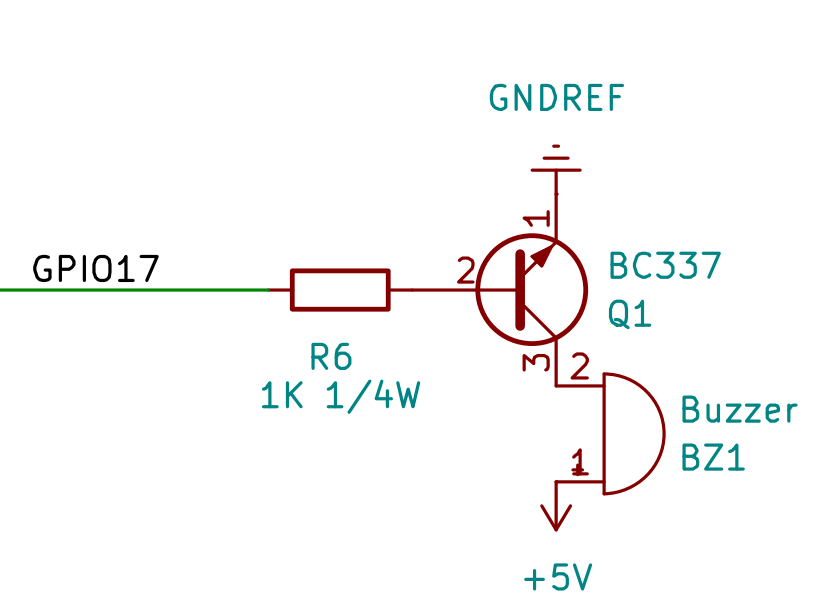 GNDREF
1
GPIO17
2
BC337
Q1
R6
1K 1/4W
3
2
Buzzer
BZ1
1
+5V